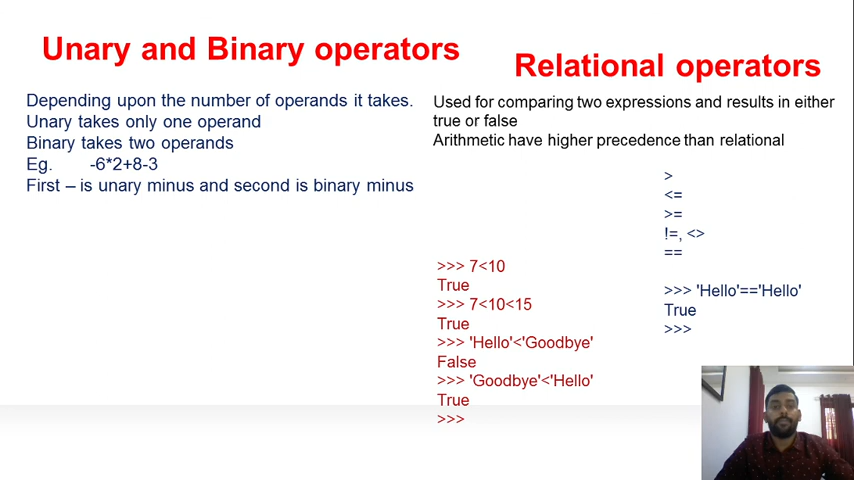 Unary and Binary operators
Depending upon the number of operands it takes.
Unary takes only one operand
Binary takes two operands
Eg. -6*2+8-3
First – is unary minus and second is binary minus
Relational operators
Used for comparing two expressions and results in either
true or false
Arithmetic have higher precedence than relational
>
<=
>=
!=, <>
==
>>> 'Hello'=='Hello'
True
>>>
>>> 7<10
True
>>> 7<10<15
True
>>> 'Hello'<'Goodbye'
False
>>> 'Goodbye'<'Hello'
True
>>>